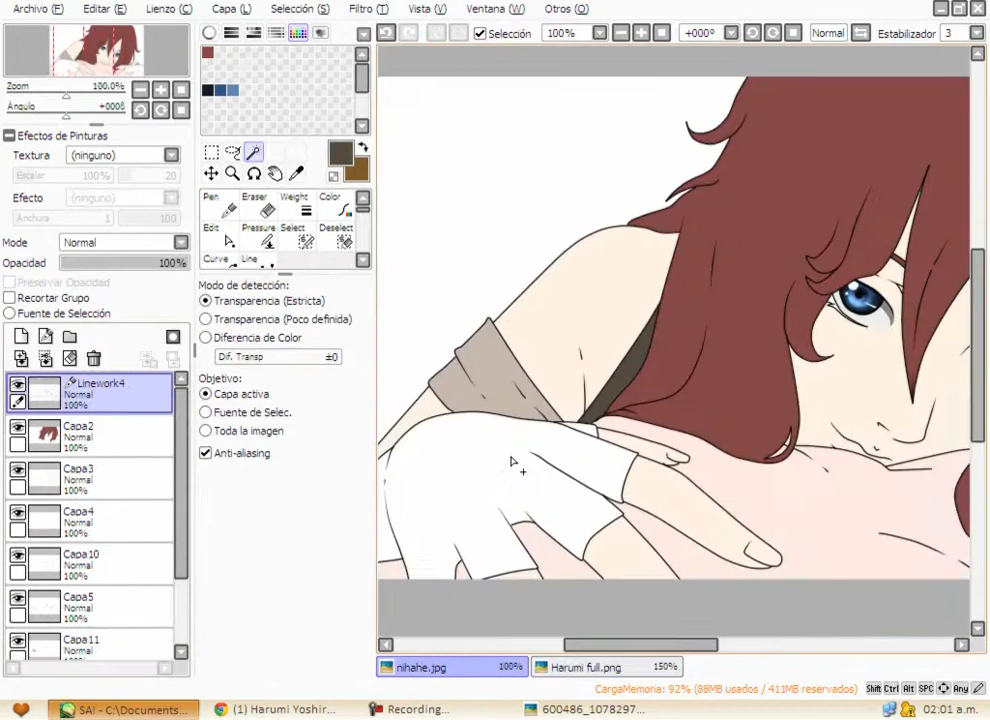 Archivo (F) Editar (E) Lienzo (C) Capa (L) Selección (S) Filtro (T) Vista (V) Ventana (W) Otros (O)
Selección 100% +000º Normal Estabilizador 3
Zoom 100.0%
Ángulo +000ß
Efectos de Pinturas
Textura (ninguno)
Escalar 100% 20
Efecto (ninguno)
Anchura 1 100
Modo Normal
Opacidad 100%
Preservar Opacidad
Recortar Grupo
Fuente de Selección
Linework4
Normal
100%
Capa2
Normal
100%
Capa3
Normal
100%
Capa4
Normal
100%
Capa10
Normal
100%
Capa5
Normal
100%
Capa11
Normal
Pen Eraser Weight Color
Edit Pressure Select Deselect
Curve Line
Modo de detección:
Transparencia (Estricta)
Transparencia (Poco definida)
Diferencia de Color
Dif. Transp ±0
Objetivo:
Capa activa
Fuente de Selec.
Toda la imagen
Anti-aliasing
nihahe.jpg 100% Harumi full.png 150%
CargaMemoria: 92% (88MB usados / 411MB reservados) Shift Ctrl Alt SPC Any
SAI - C:\Documents... (1) Harumi Yoshir... Recording... 600486_1078297... 02:01 a.m.